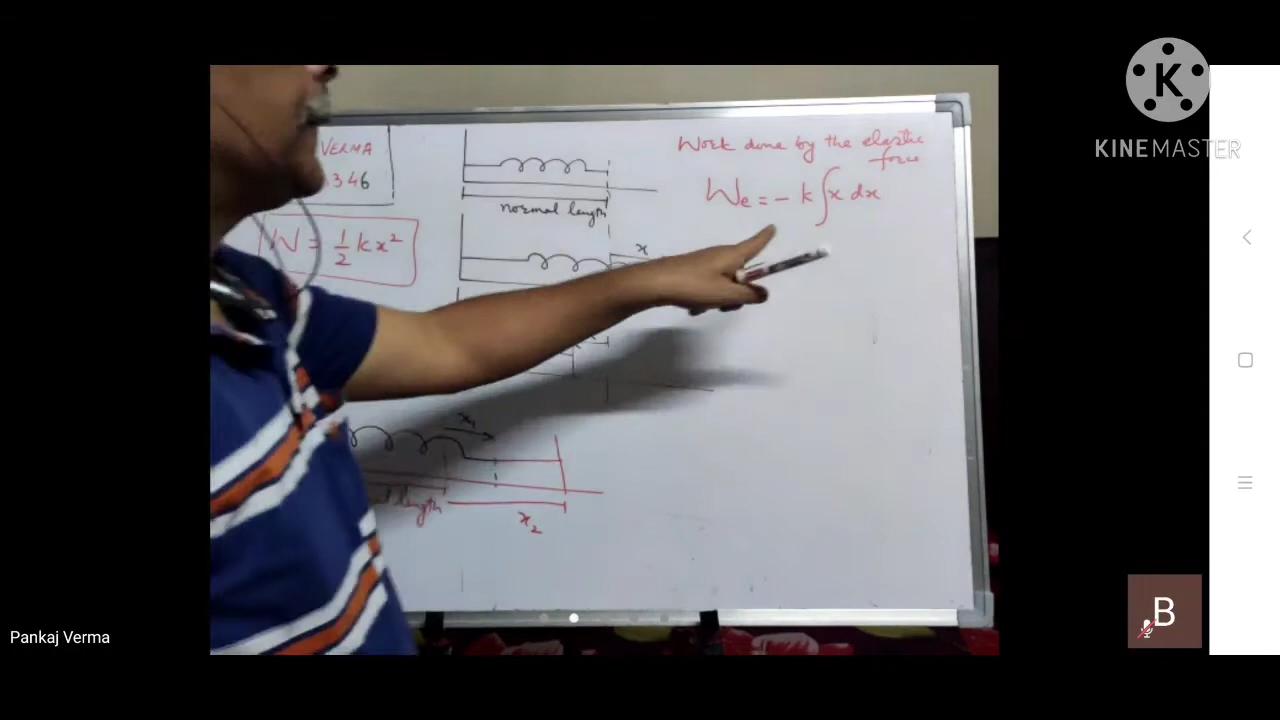 VERMA
346
W = 1/2 kx²
normal length
x
x₁
length
x₂
Work done by the elastic
force
We = - k ∫x dx
K
KINEMASTER
B
Pankaj Verma